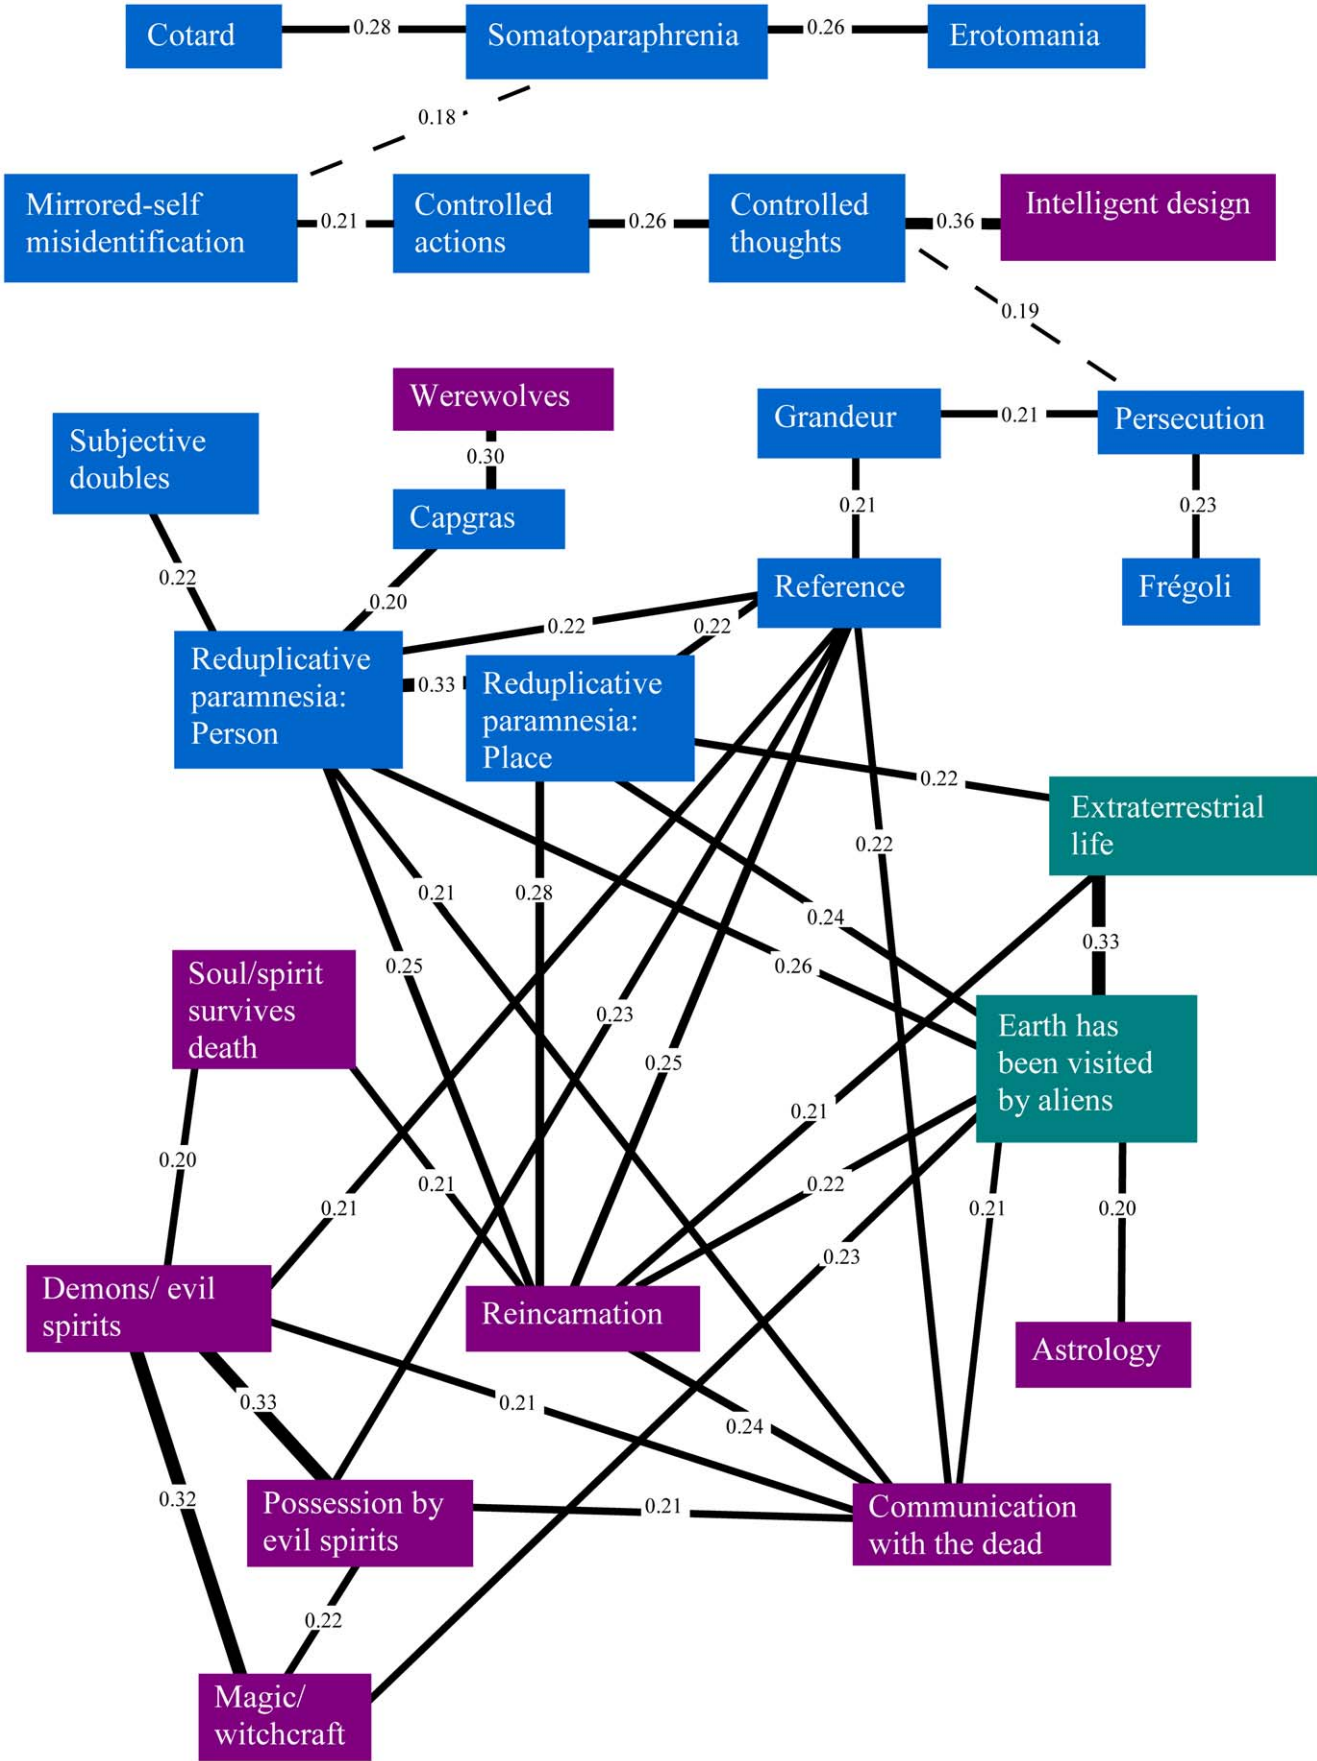 Cotard
0.28
Somatoparaphrenia
0.26
Erotomania
0.18
Mirrored-self
misidentification
0.21
Controlled
actions
0.26
Controlled
thoughts
0.36
Intelligent design
0.19
Werewolves
0.30
Capgras
Subjective
doubles
0.22
0.20
Grandeur
0.21
Persecution
0.21
0.23
Reference
Frégoli
0.22
0.22
Reduplicative
paramnesia:
Person
0.33
Reduplicative
paramnesia:
Place
0.22
Extraterrestrial
life
0.22
0.21
0.28
0.24
0.33
0.25
0.26
Soul/spirit
survives
death
0.23
0.25
Earth has
been visited
by aliens
0.21
0.20
0.21
0.21
0.22
0.21
0.20
0.23
Demons/ evil
spirits
Reincarnation
Astrology
0.33
0.21
0.24
0.32
Possession by
evil spirits
0.21
Communication
with the dead
0.22
Magic/
witchcraft